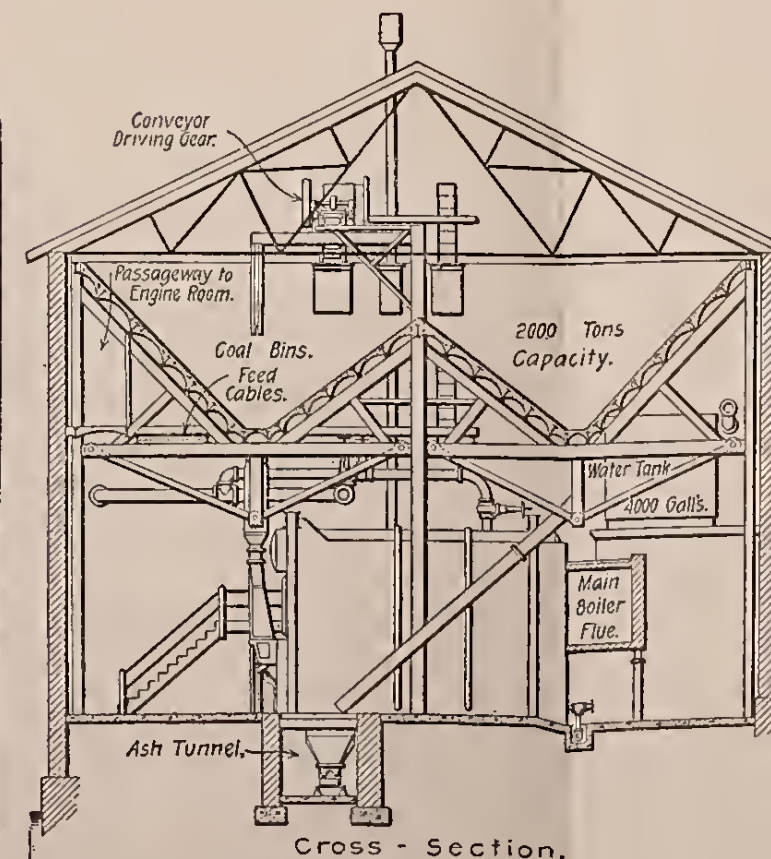 Conveyor
Driving Gear.
Passageway to
Engine Room.
Coal Bins.
Feed
Cables.
2000 Tons
Capacity.
Water Tank
4000 Gall's.
Main
Boiler
Flue.
Ash Tunnel,
Cross - Section.